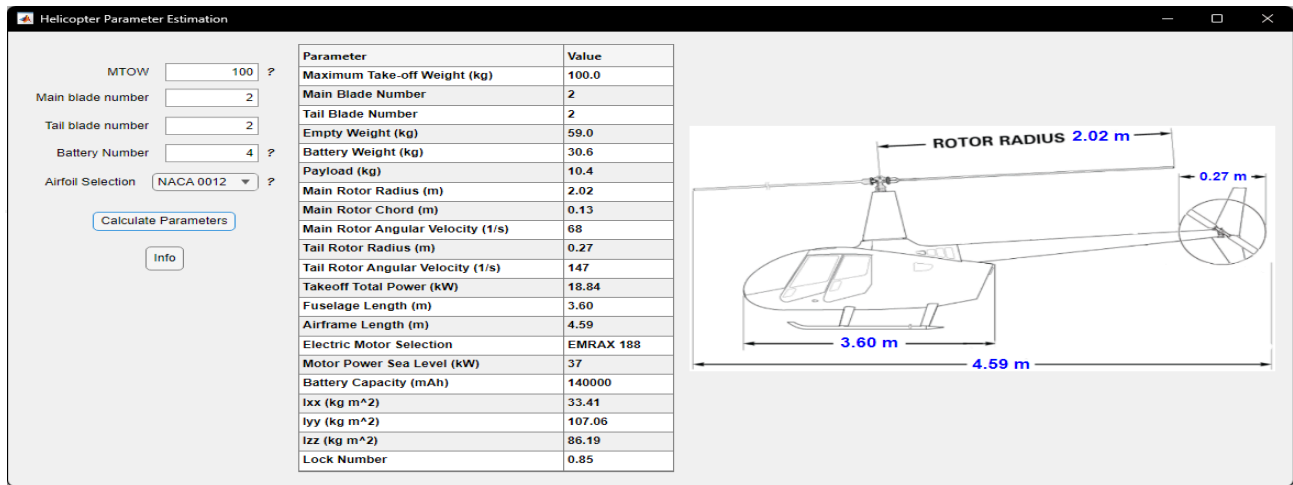 Helicopter Parameter Estimation
MTOW 100 ?
Main blade number 2
Tail blade number 2
Battery Number 4 ?
Airfoil Selection NACA 0012 ?
Calculate Parameters
Info
Parameter Value
Maximum Take-off Weight (kg) 100.0
Main Blade Number 2
Tail Blade Number 2
Empty Weight (kg) 59.0
Battery Weight (kg) 30.6
Payload (kg) 10.4
Main Rotor Radius (m) 2.02
Main Rotor Chord (m) 0.13
Main Rotor Angular Velocity (1/s) 68
Tail Rotor Radius (m) 0.27
Tail Rotor Angular Velocity (1/s) 147
Takeoff Total Power (kW) 18.84
Fuselage Length (m) 3.60
Airframe Length (m) 4.59
Electric Motor Selection EMRAX 188
Motor Power Sea Level (kW) 37
Battery Capacity (mAh) 140000
Ixx (kg m^2) 33.41
Iyy (kg m^2) 107.06
Izz (kg m^2) 86.19
Lock Number 0.85
ROTOR RADIUS 2.02 m
0.27 m
3.60 m
4.59 m